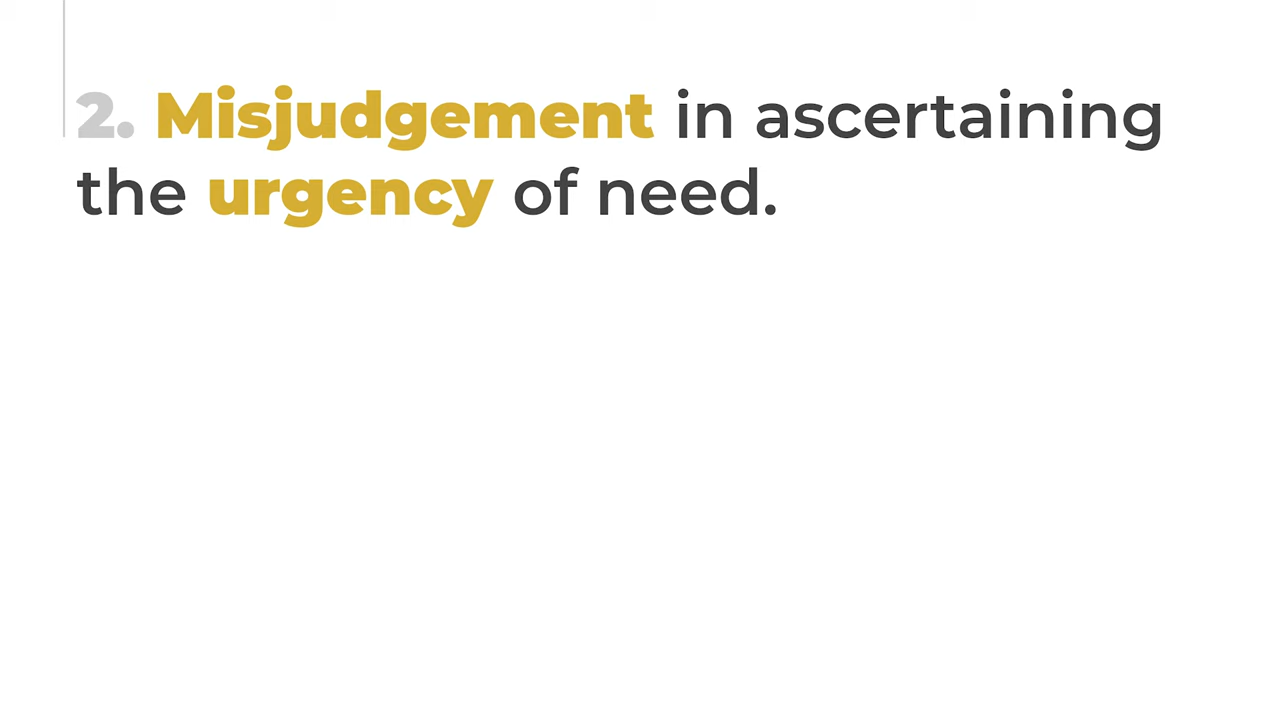 2. Misjudgement in ascertaining
the urgency of need.